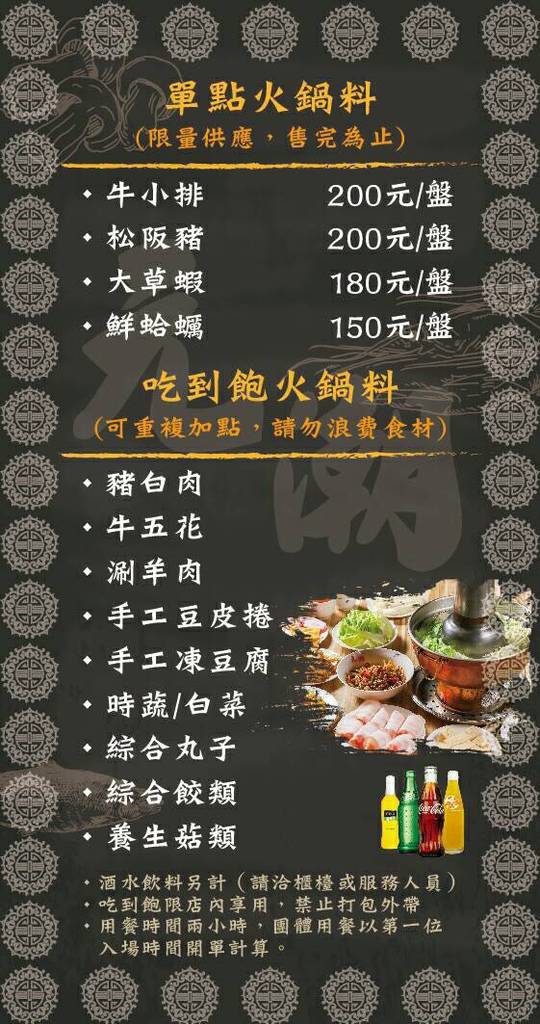 單點火鍋料
(限量供應，售完為止)
・牛小排 200元/盤
・松阪豬 200元/盤
・大草蝦 180元/盤
・鮮蛤蠣 150元/盤
元
潮
吃到飽火鍋料
(可重複加點，請勿浪費食材)
・豬白肉
・牛五花
・涮羊肉
・手工豆皮捲
・手工凍豆腐
・時蔬/白菜
・綜合丸子
・綜合餃類
・養生菇類
Coca-Cola
・酒水飲料另計（請洽櫃檯或服務人員）
・吃到飽限店內享用，禁止打包外帶
・用餐時間兩小時，團體用餐以第一位
入場時間開單計算。